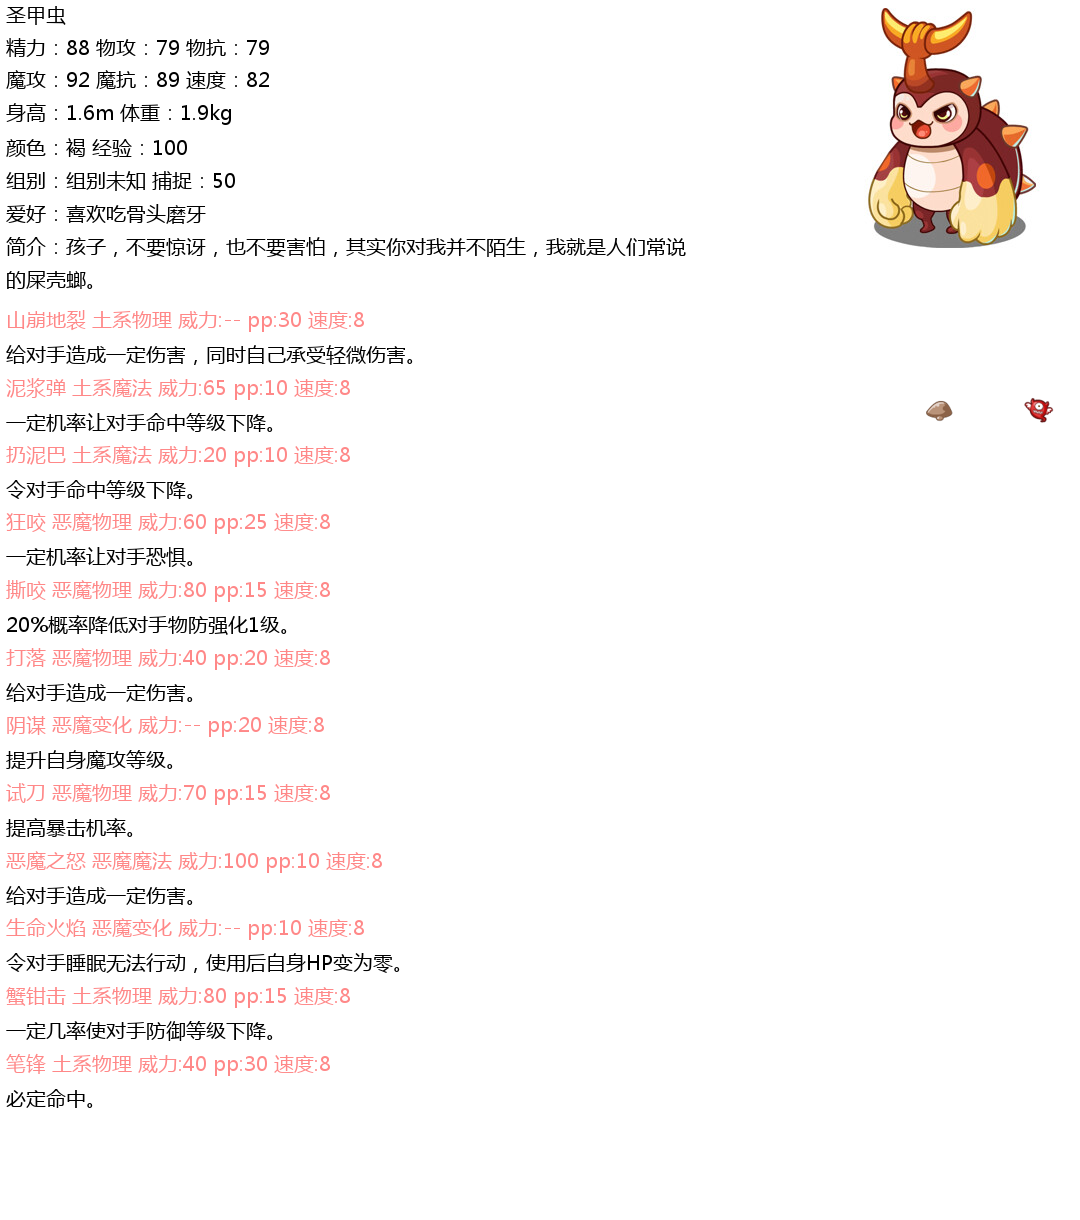 圣甲虫
精力：88 物攻：79 物抗：79
魔攻：92 魔抗：89 速度：82
身高：1.6m 体重：1.9kg
颜色：褐 经验：100
组别：组别未知 捕捉：50
爱好：喜欢吃骨头磨牙
简介：孩子，不要惊讶，也不要害怕，其实你对我并不陌生，我就是人们常说
的屎壳螂。
山崩地裂 土系物理 威力:-- pp:30 速度:8
给对手造成一定伤害，同时自己承受轻微伤害。
泥浆弹 土系魔法 威力:65 pp:10 速度:8
一定机率让对手命中等级下降。
扔泥巴 土系魔法 威力:20 pp:10 速度:8
令对手命中等级下降。
狂咬 恶魔物理 威力:60 pp:25 速度:8
一定机率让对手恐惧。
撕咬 恶魔物理 威力:80 pp:15 速度:8
20%概率降低对手物防强化1级。
打落 恶魔物理 威力:40 pp:20 速度:8
给对手造成一定伤害。
阴谋 恶魔变化 威力:-- pp:20 速度:8
提升自身魔攻等级。
试刀 恶魔物理 威力:70 pp:15 速度:8
提高暴击机率。
恶魔之怒 恶魔魔法 威力:100 pp:10 速度:8
给对手造成一定伤害。
生命火焰 恶魔变化 威力:-- pp:10 速度:8
令对手睡眠无法行动，使用后自身HP变为零。
蟹钳击 土系物理 威力:80 pp:15 速度:8
一定几率使对手防御等级下降。
笔锋 土系物理 威力:40 pp:30 速度:8
必定命中。